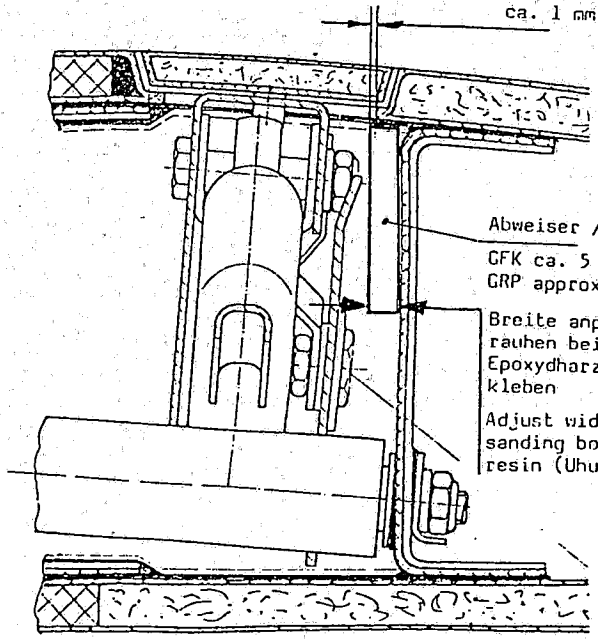 ca. 1 mm
Abweiser /
GFK ca. 5
GRP approx
Breite anp
rauhen bei
Epoxydharz
kleben
Adjust wid
sanding bo
resin (Uhu